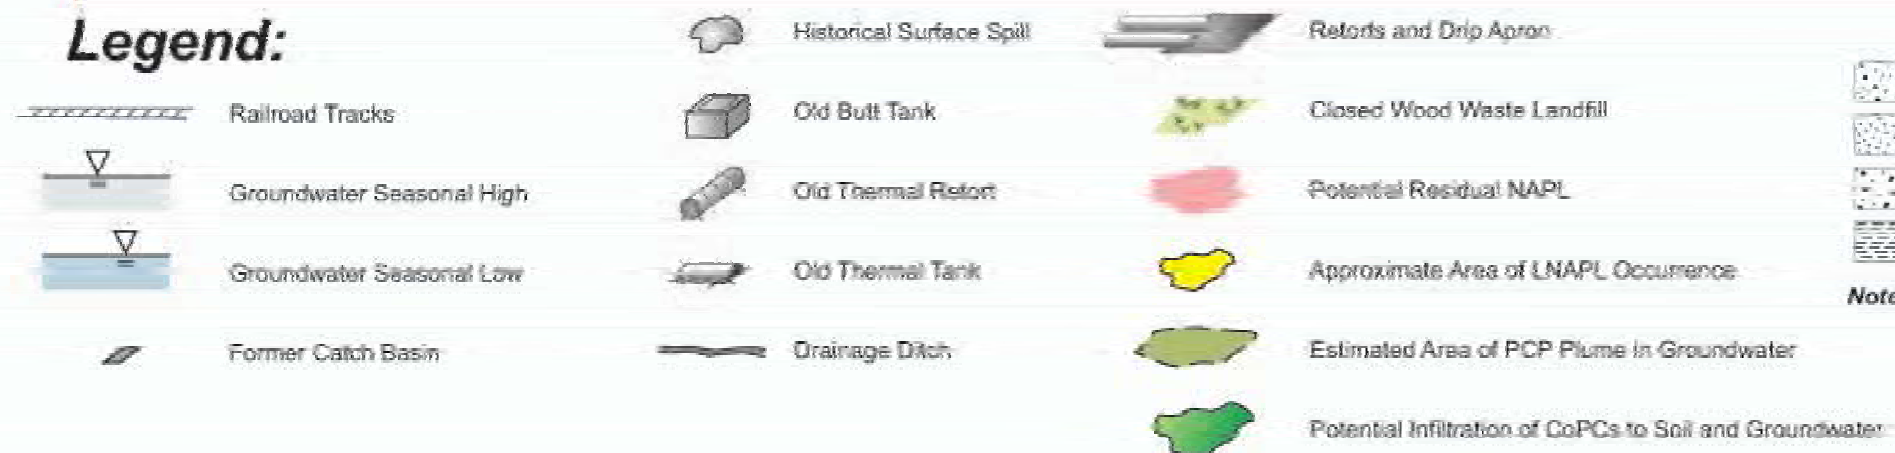 Legend:
Railroad Tracks
Groundwater Seasonal High
Groundwater Seasonal Low
Former Catch Basin
Historical Surface Spill
Old Butt Tank
Old Thermal Retort
Old Thermal Tank
Drainage Ditch
Retorts and Drip Apron
Closed Wood Waste Landfill
Potential Residual NAPL
Approximate Area of LNAPL Occurrence
Estimated Area of PCP Plume in Groundwater
Potential Infiltration of CoPCs to Soil and Groundwater
Note